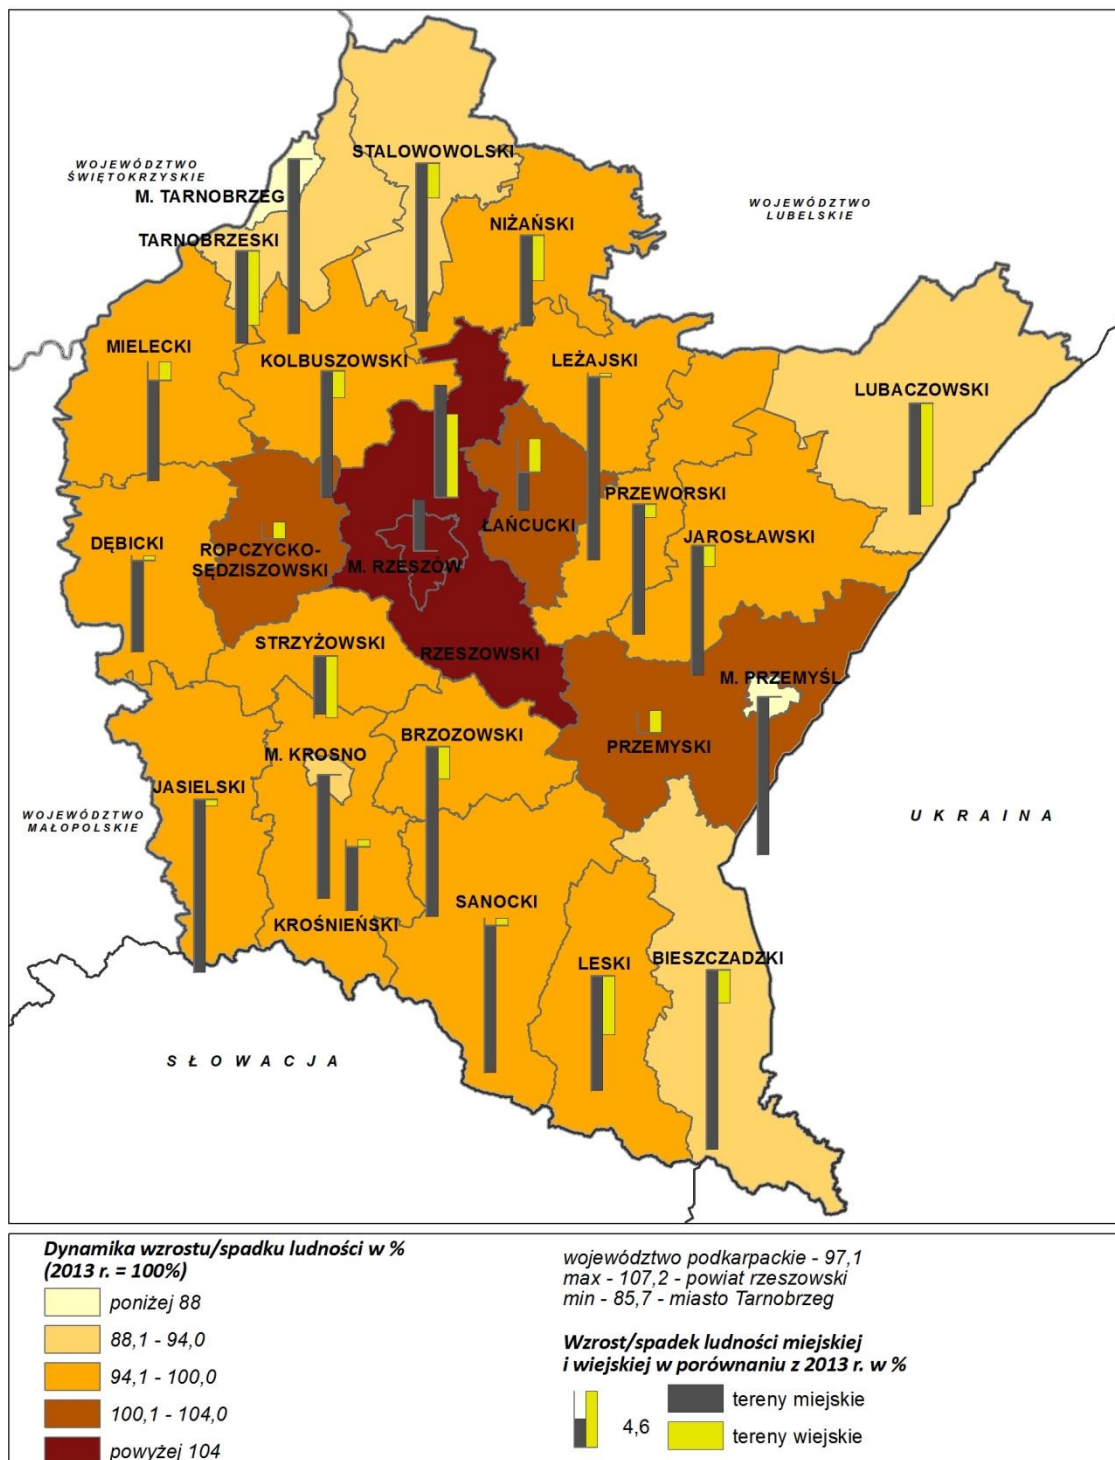 STALOWOWOLSKI
WOJEWÓDZTWO
ŚWIĘTOKRZYSKIE
M. TARNOBRZEG
WOJEWÓDZTWO
LUBELSKIE
NIŻAŃSKI
TARNOBRZESKI
MIELECKI
KOLBUSZOWSKI
LEŻAJSKI
LUBACZOWSKI
PRZEWORSKI
ŁAŃCUCKI
JAROSŁAWSKI
DĘBICKI
ROPCZYCKO-
SĘDZISZOWSKI
M. RZESZÓW
STRZYŻOWSKI
RZESZOWSKI
M. PRZEMYŚL
BRZOZOWSKI
PRZEMYSKI
M. KROSNO
JASIELSKI
WOJEWÓDZTWO
MAŁOPOLSKIE
UKRAINA
SANOCKI
KROŚNIEŃSKI
LESKI
BIESZCZADZKI
SŁOWACJA
Dynamika wzrostu/spadku ludności w %
(2013 r. = 100%)
poniżej 88
88,1 - 94,0
94,1 - 100,0
100,1 - 104,0
powyżej 104
województwo podkarpackie - 97,1
max - 107,2 - powiat rzeszowski
min - 85,7 - miasto Tarnobrzeg
Wzrost/spadek ludności miejskiej
i wiejskiej w porównaniu z 2013 r. w %
4,6
tereny miejskie
tereny wiejskie